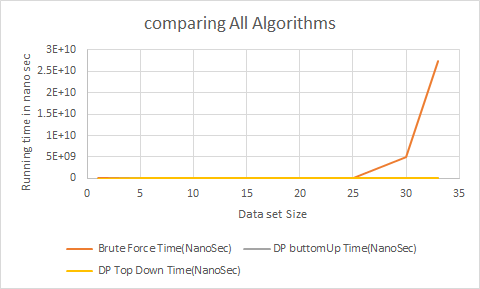 comparing All Algorithms
Running time in nano sec
3E+10
2.5E+10
2E+10
1.5E+10
1E+10
5E+09
0
0 5 10 15 20 25 30 35
Data set Size
Brute Force Time(NanoSec) DP buttomUp Time(NanoSec)
DP Top Down Time(NanoSec)